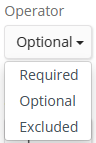 Operator
Optional
Required
Optional
Excluded